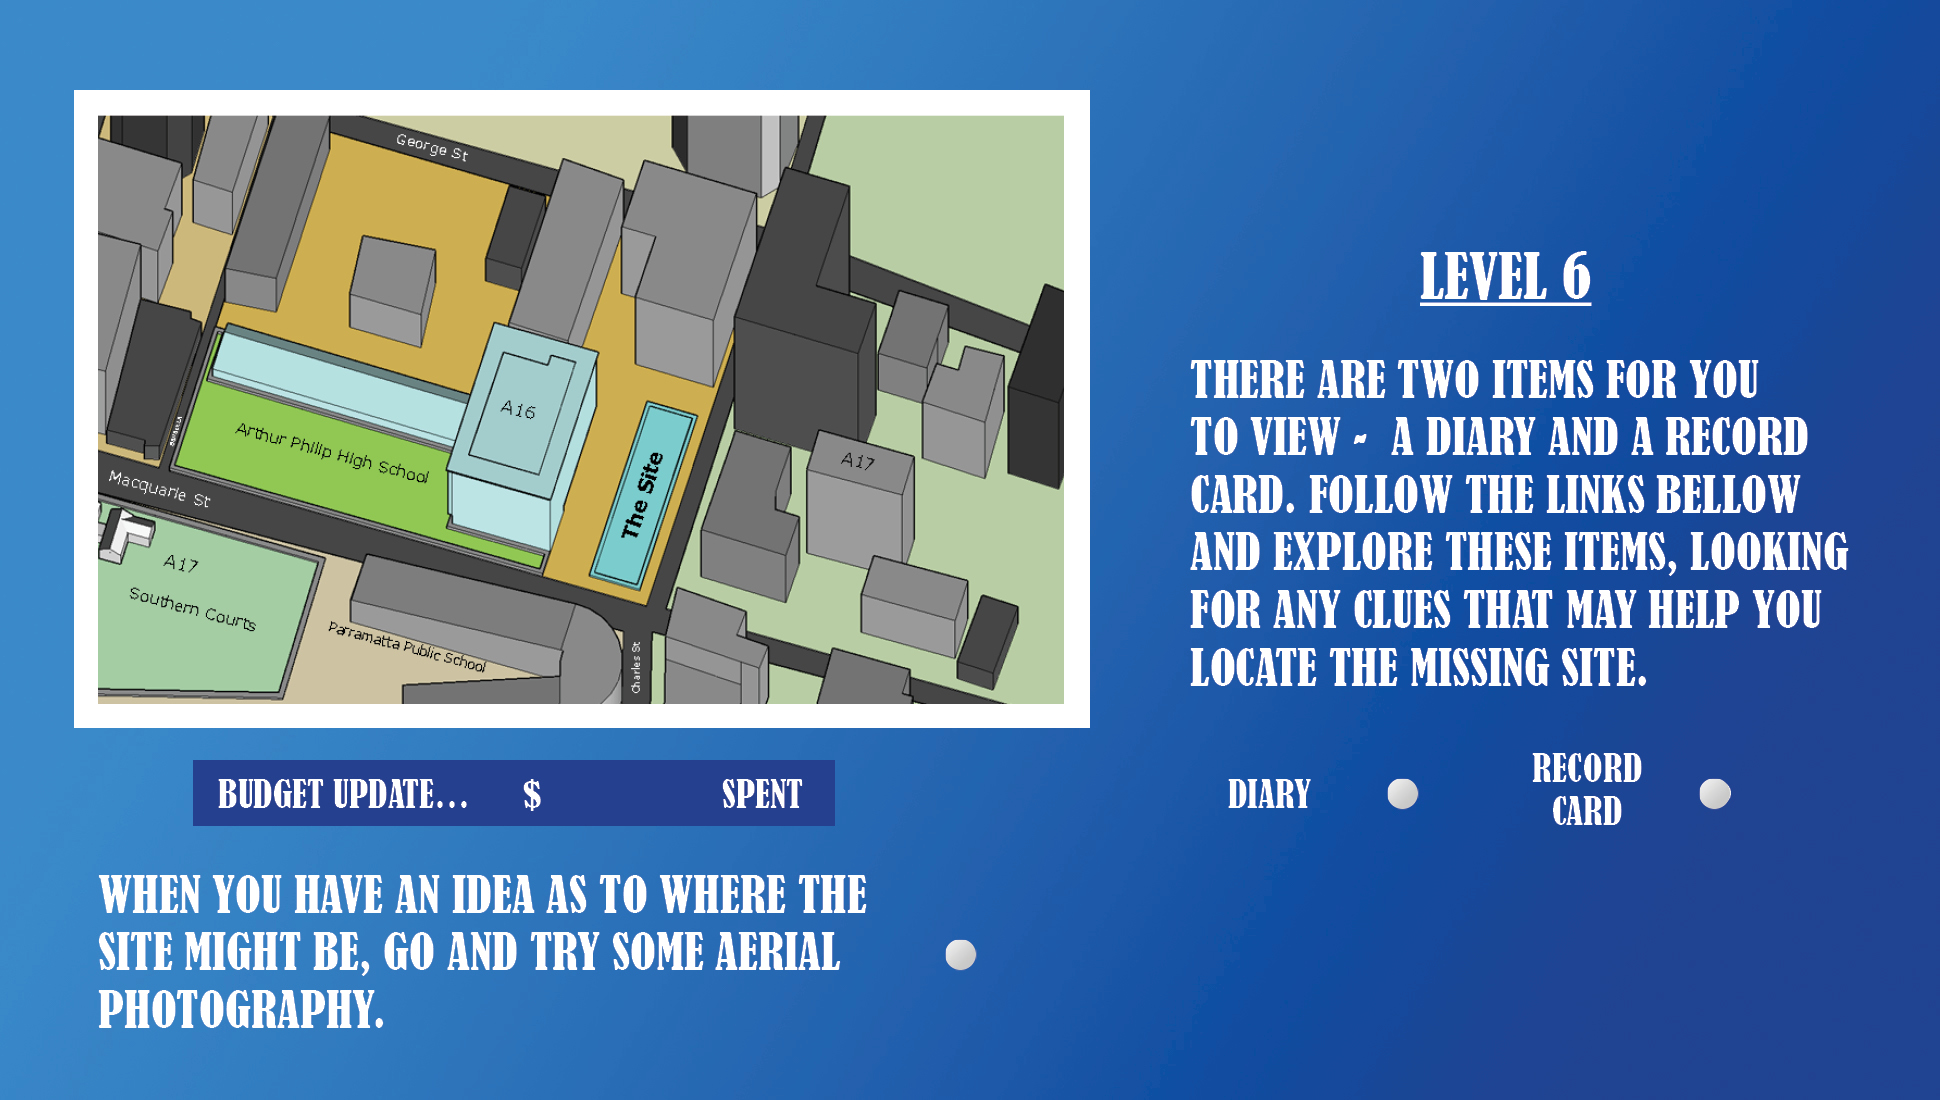 George St
A16
Arthur Philip High School
The Site
A17
Macquarie St
A17
Southern Courts
Parramatta Public School
Charles St
BUDGET UPDATE... $ SPENT
WHEN YOU HAVE AN IDEA AS TO WHERE THE
SITE MIGHT BE, GO AND TRY SOME AERIAL
PHOTOGRAPHY.
LEVEL 6
THERE ARE TWO ITEMS FOR YOU
TO VIEW - A DIARY AND A RECORD
CARD. FOLLOW THE LINKS BELLOW
AND EXPLORE THESE ITEMS, LOOKING
FOR ANY CLUES THAT MAY HELP YOU
LOCATE THE MISSING SITE.
DIARY
RECORD
CARD